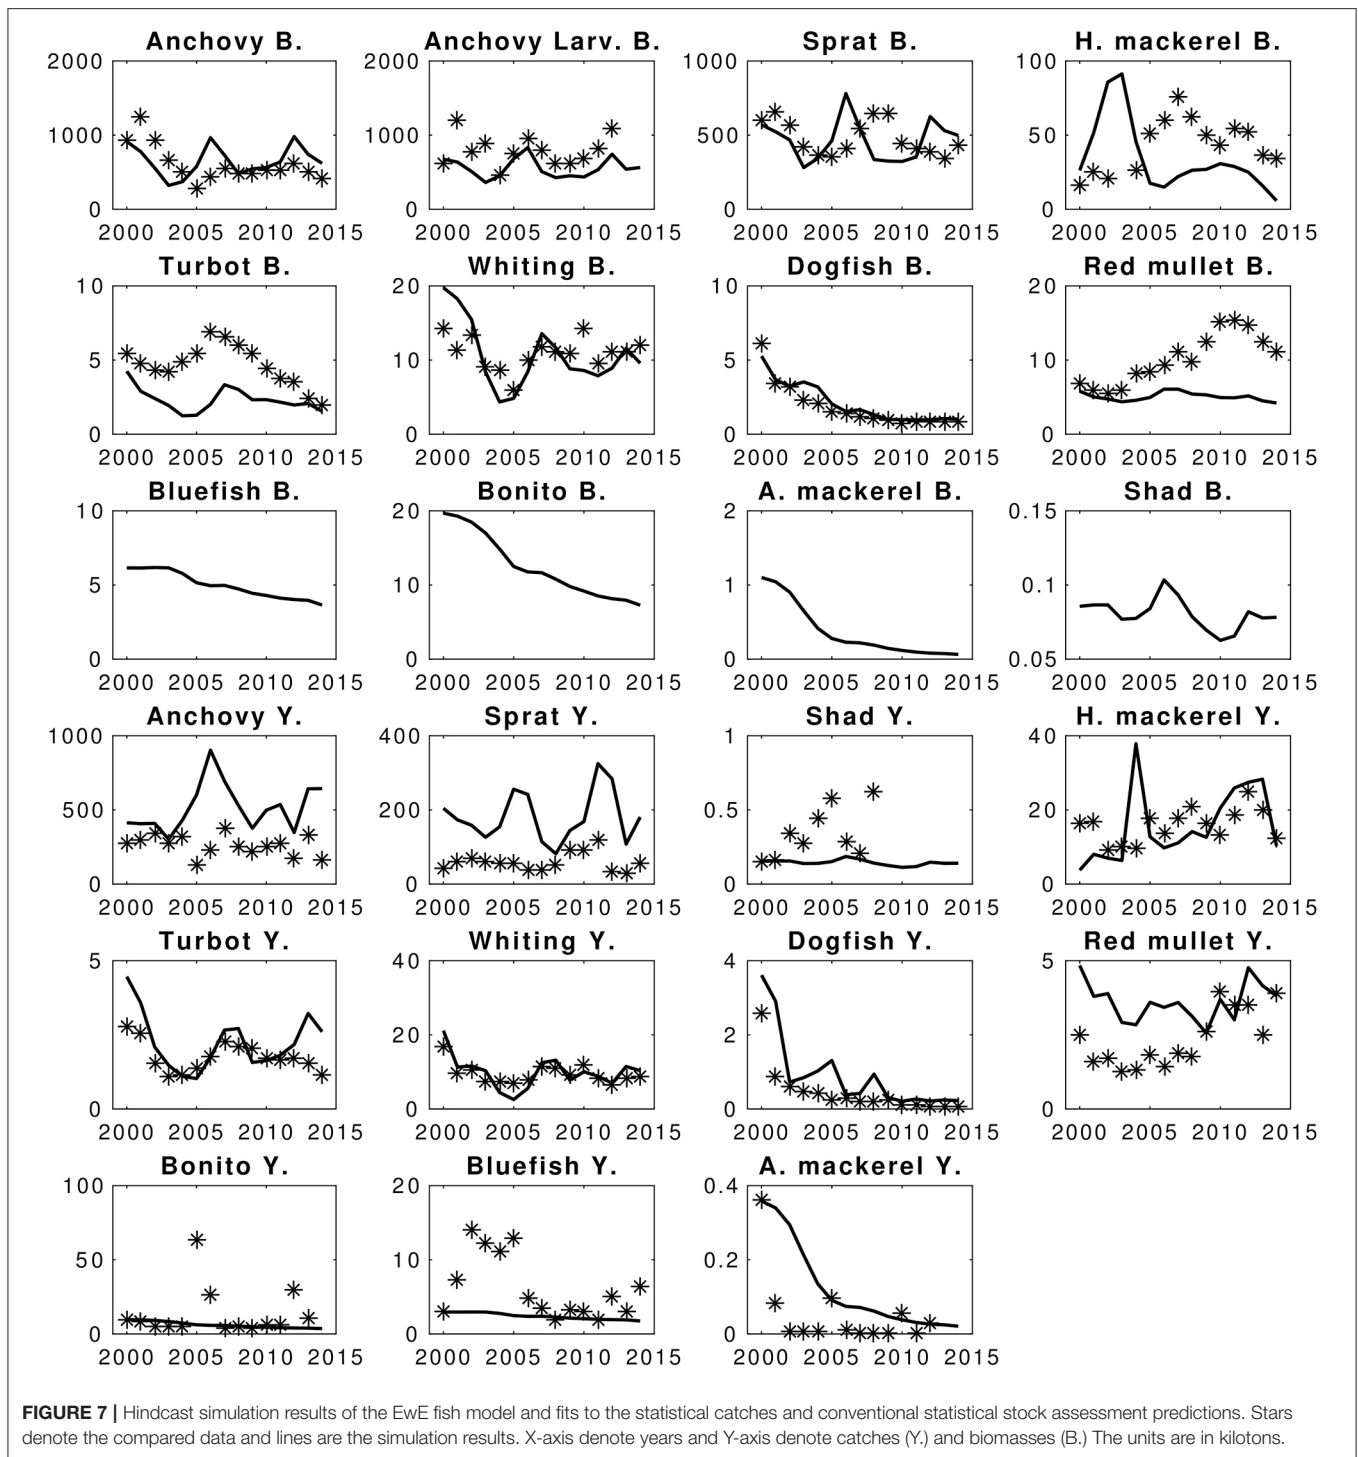 Anchovy B. Anchovy Larv. B. Sprat B. H. mackerel B.
2000 2000 1000 100
1000 1000 500 50
0 0 0 0
2000 2005 2010 2015 2000 2005 2010 2015 2000 2005 2010 2015 2000 2005 2010 2015
Turbot B. Whiting B. Dogfish B. Red mullet B.
10 20 10 20
5 10 5 10
0 0 0 0
2000 2005 2010 2015 2000 2005 2010 2015 2000 2005 2010 2015 2000 2005 2010 2015
Bluefish B. Bonito B. A. mackerel B. Shad B.
10 20 2 0.15
5 10 1 0.1
0 0 0 0.05
2000 2005 2010 2015 2000 2005 2010 2015 2000 2005 2010 2015 2000 2005 2010 2015
Anchovy Y. Sprat Y. Shad Y. H. mackerel Y.
1000 400 1 40
500 200 0.5 20
0 0 0 0
2000 2005 2010 2015 2000 2005 2010 2015 2000 2005 2010 2015 2000 2005 2010 2015
Turbot Y. Whiting Y. Dogfish Y. Red mullet Y.
5 40 4 5
20 2
0 0 0 0
2000 2005 2010 2015 2000 2005 2010 2015 2000 2005 2010 2015 2000 2005 2010 2015
Bonito Y. Bluefish Y. A. mackerel Y.
100 20 0.4
50 10 0.2
0 0 0
2000 2005 2010 2015 2000 2005 2010 2015 2000 2005 2010 2015
FIGURE 7 | Hindcast simulation results of the EwE fish model and fits to the statistical catches and conventional statistical stock assessment predictions. Stars
denote the compared data and lines are the simulation results. X-axis denote years and Y-axis denote catches (Y.) and biomasses (B.) The units are in kilotons.